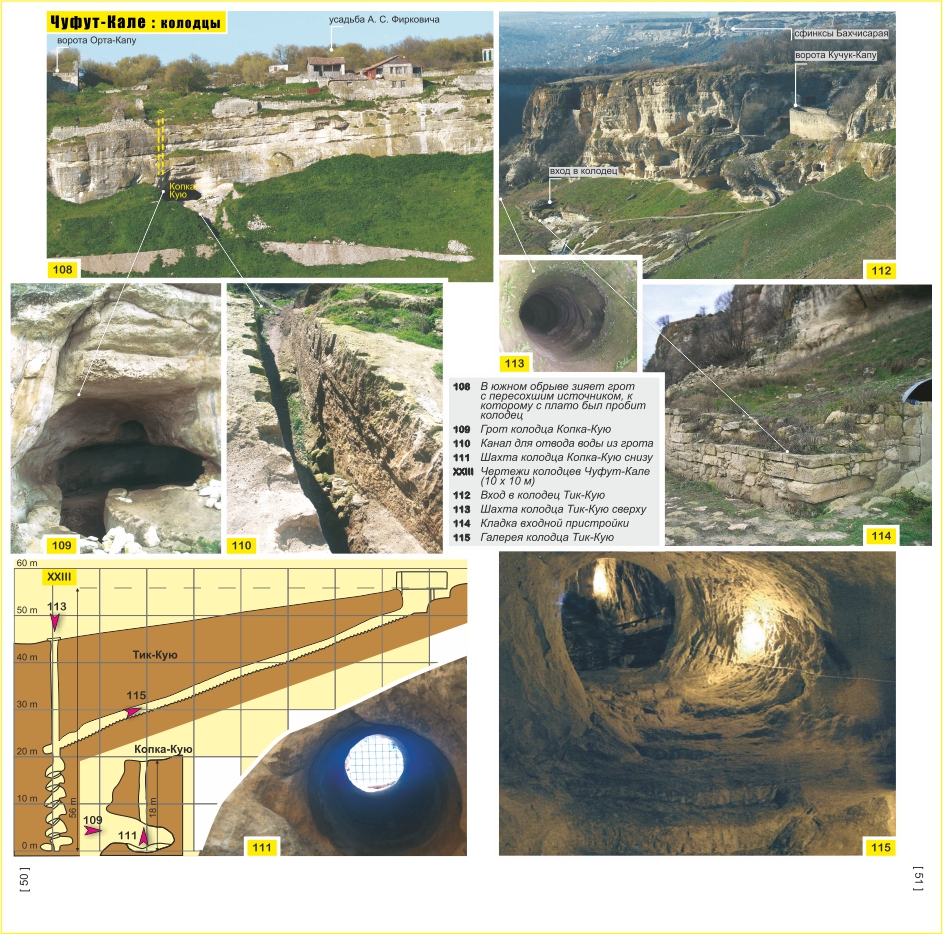 Чуфут-Кале : колодцы
усадьба А. С. Фирковича
ворота Орта-Капу
Копка-
Кую
108
сфинксы Бахчисарая
ворота Кучук-Капу
вход в колодец
112
113
109
110
114
108 В южном обрыве зияет грот
с пересохшим источником, к
которому с плато был пробит
колодец
109 Грот колодца Копка-Кую
110 Канал для отвода воды из грота
111 Шахта колодца Копка-Кую снизу
XXIII Чертежи колодцев Чуфут-Кале
(10 х 10 м)
112 Вход в колодец Тик-Кую
113 Шахта колодца Тик-Кую сверху
114 Кладка входной пристройки
115 Галерея колодца Тик-Кую
60 m
XXIII
113
50 m
40 m
Тик-Кую
115
30 m
Копка-Кую
20 m
10 m
56 m
18 m
109
111
0 m
111
115
[ 50 ]
[ 51 ]